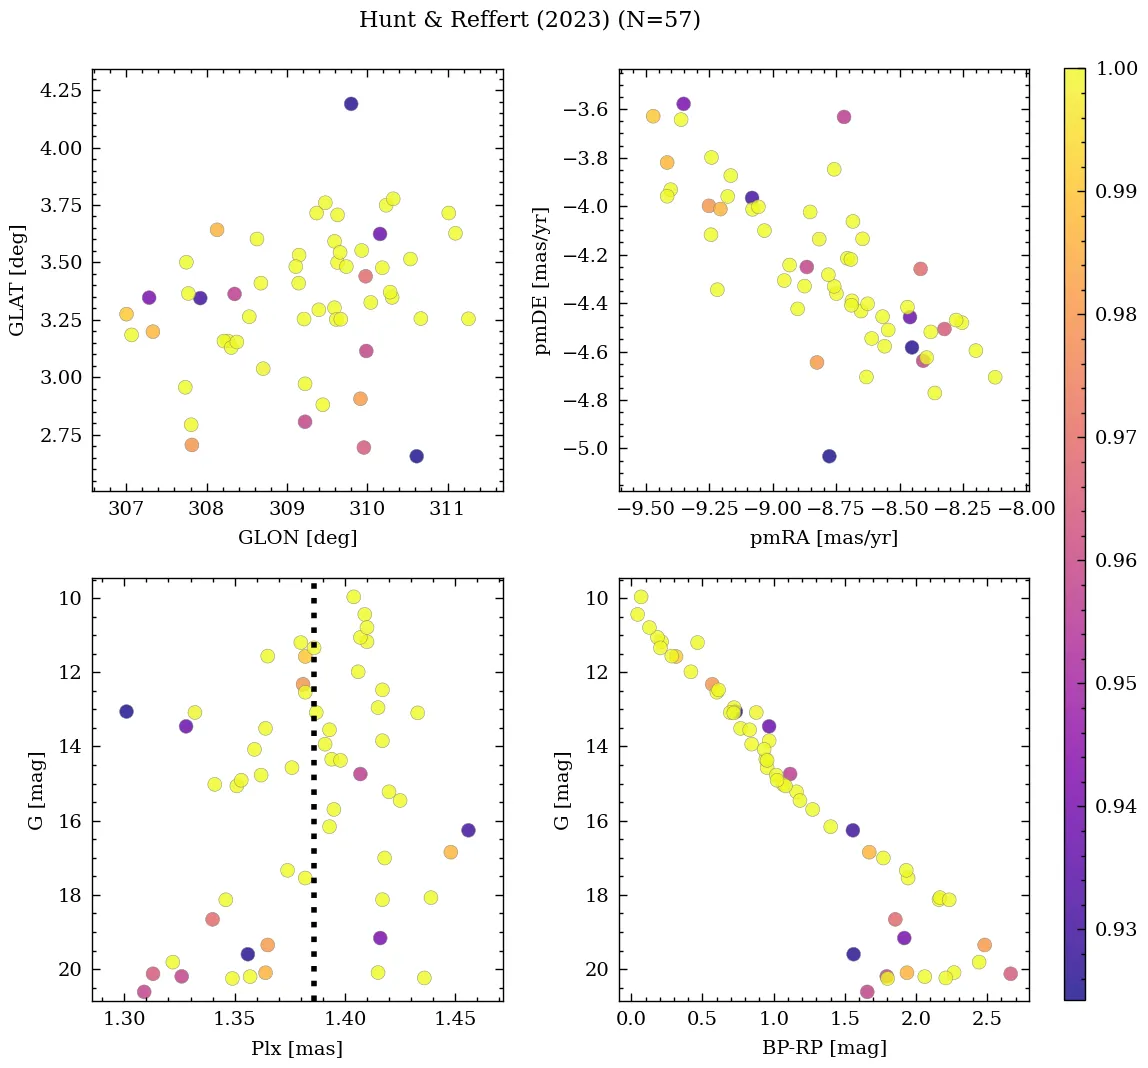 Hunt & Reffert (2023) (N=57)
4.25
4.00
3.75
3.50
3.25
3.00
2.75
GLAT [deg]
307 308 309 310 311
GLON [deg]
−3.6
−3.8
−4.0
−4.2
−4.4
−4.6
−4.8
−5.0
pmDE [mas/yr]
−9.50 −9.25 −9.00 −8.75 −8.50 −8.25 −8.00
pmRA [mas/yr]
10
12
14
16
18
20
G [mag]
1.30 1.35 1.40 1.45
Plx [mas]
10
12
14
16
18
20
G [mag]
0.0 0.5 1.0 1.5 2.0 2.5
BP-RP [mag]
1.00
0.99
0.98
0.97
0.96
0.95
0.94
0.93